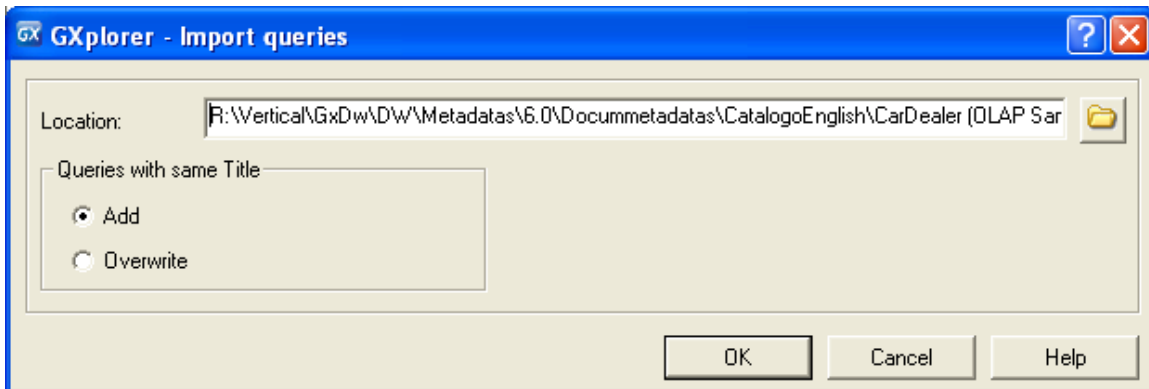 GX GXplorer - Import queries
Location: R:\Vertical\GxDw\DW\Metadatas\6.0\Docummetadatas\CatalogoEnglish\CarDealer (OLAP Sar
Queries with same Title
Add
Overwrite
OK Cancel Help